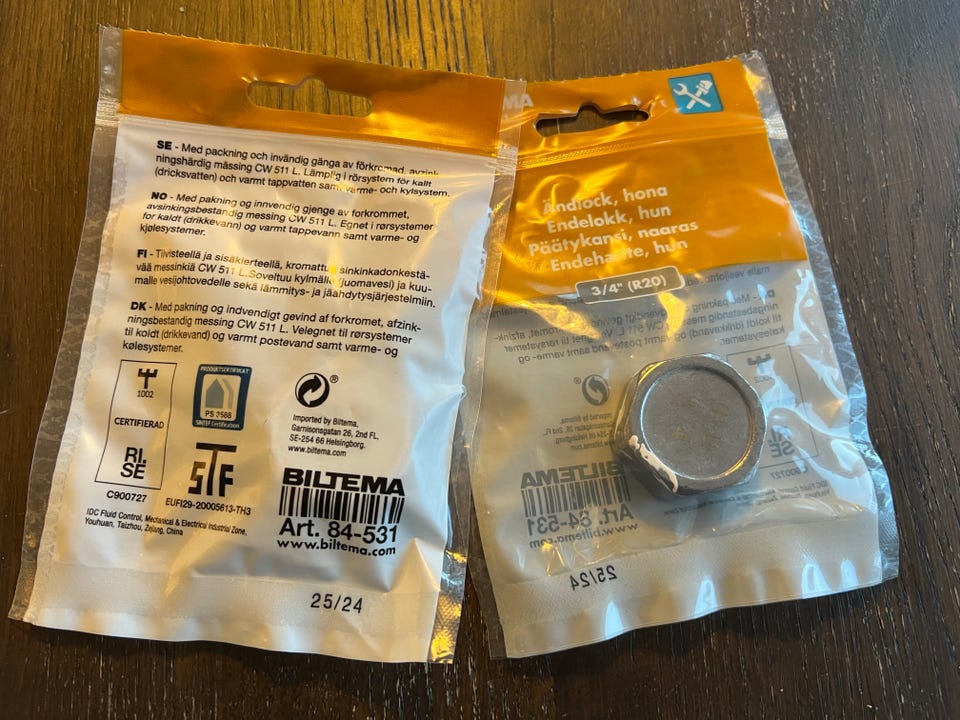 SE - Med packning och invändig gänga av förkromad, avzink-
ningshärdig mässing CW 511 L. Lämplig i rörsystem för kallt
(dricksvatten) och varmt tappvatten samt värme- och kylsystem.
NO - Med pakning og innvendig gjenge av forkrommet,
avsinkingsbestandig messing CW 511 L. Egnet i rørsystemer
for kaldt (drikkevann) og varmt tappevann samt varme- og
kjølesystemer.
FI - Tiivisteellä ja sisäkierteellä, kromattu sinkinkadonkestä-
vää messinkiä CW 511 L.Soveltuu kylmälle (juomavesi) ja kuu-
malle vesijohtovedelle sekä lämmitys- ja jäähdytysjärjestelmiin.
DK - Med pakning og indvendigt gevind af forkromet, afzink-
ningsbestandig messing CW 511 L. Velegnet til rørsystemer
til koldt (drikkevand) og varmt postevand samt varme- og
kølesystemer.
1002
CERTIFIERAD
RI.
SE
C900727
PRODUKTSERTIFIKAT
PS 3588
SINTEF Certification
STF
EUFI29-20005613-TH3
®
Imported by Biltema,
Garnisonsgatan 26, 2nd FL,
SE-254 66 Helsingborg.
www.biltema.com
IDC Fluid Control, Mechanical & Electrical Industrial Zone,
Youhuan, Taizhou, Zejiang, China
BILTEMA
Art. 84-531
www.biltema.com
25/24
MA
Ändlock, hona
Endelokk, hun
Päätykansi, naaras
Endehætte, hun
3/4" (R20)
BILTEMA
Art. 84-531
www.biltema.com
25/24